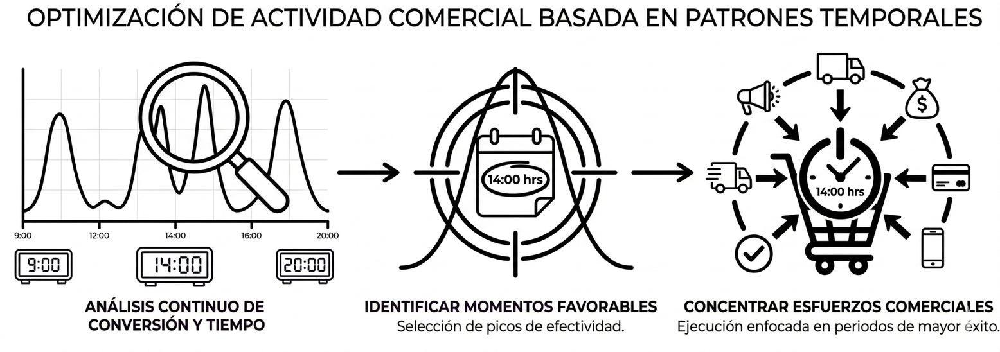 OPTIMIZACIÓN DE ACTIVIDAD COMERCIAL BASADA EN PATRONES TEMPORALES
9:00
12:00
14:00
16:00
20:00
9:00
14:00
20:00
ANÁLISIS CONTINUO DE
CONVERSIÓN Y TIEMPO
14:00 hrs
IDENTIFICAR MOMENTOS FAVORABLES
Selección de picos de efectividad.
$
14:00 hrs
CONCENTRAR ESFUERZOS COMERCIALES
Ejecución enfocada en periodos de mayor éxito.